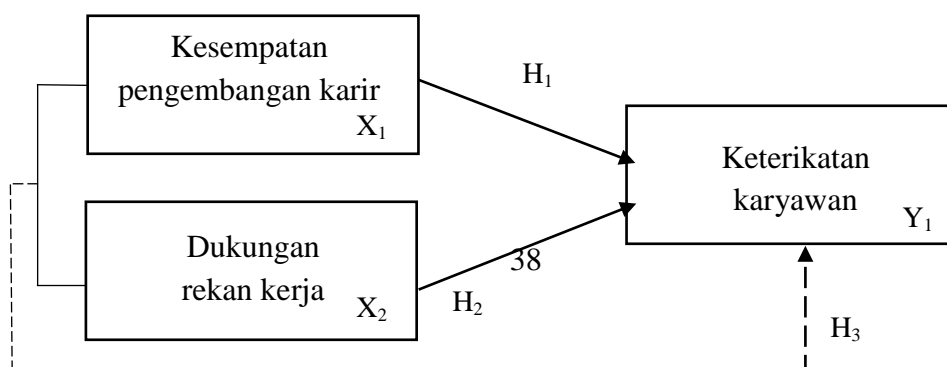 Kesempatan
pengembangan karir
X₁
H₁
Keterikatan
karyawan
Y₁
Dukungan
rekan kerja
X₂
38
H₂
H₃